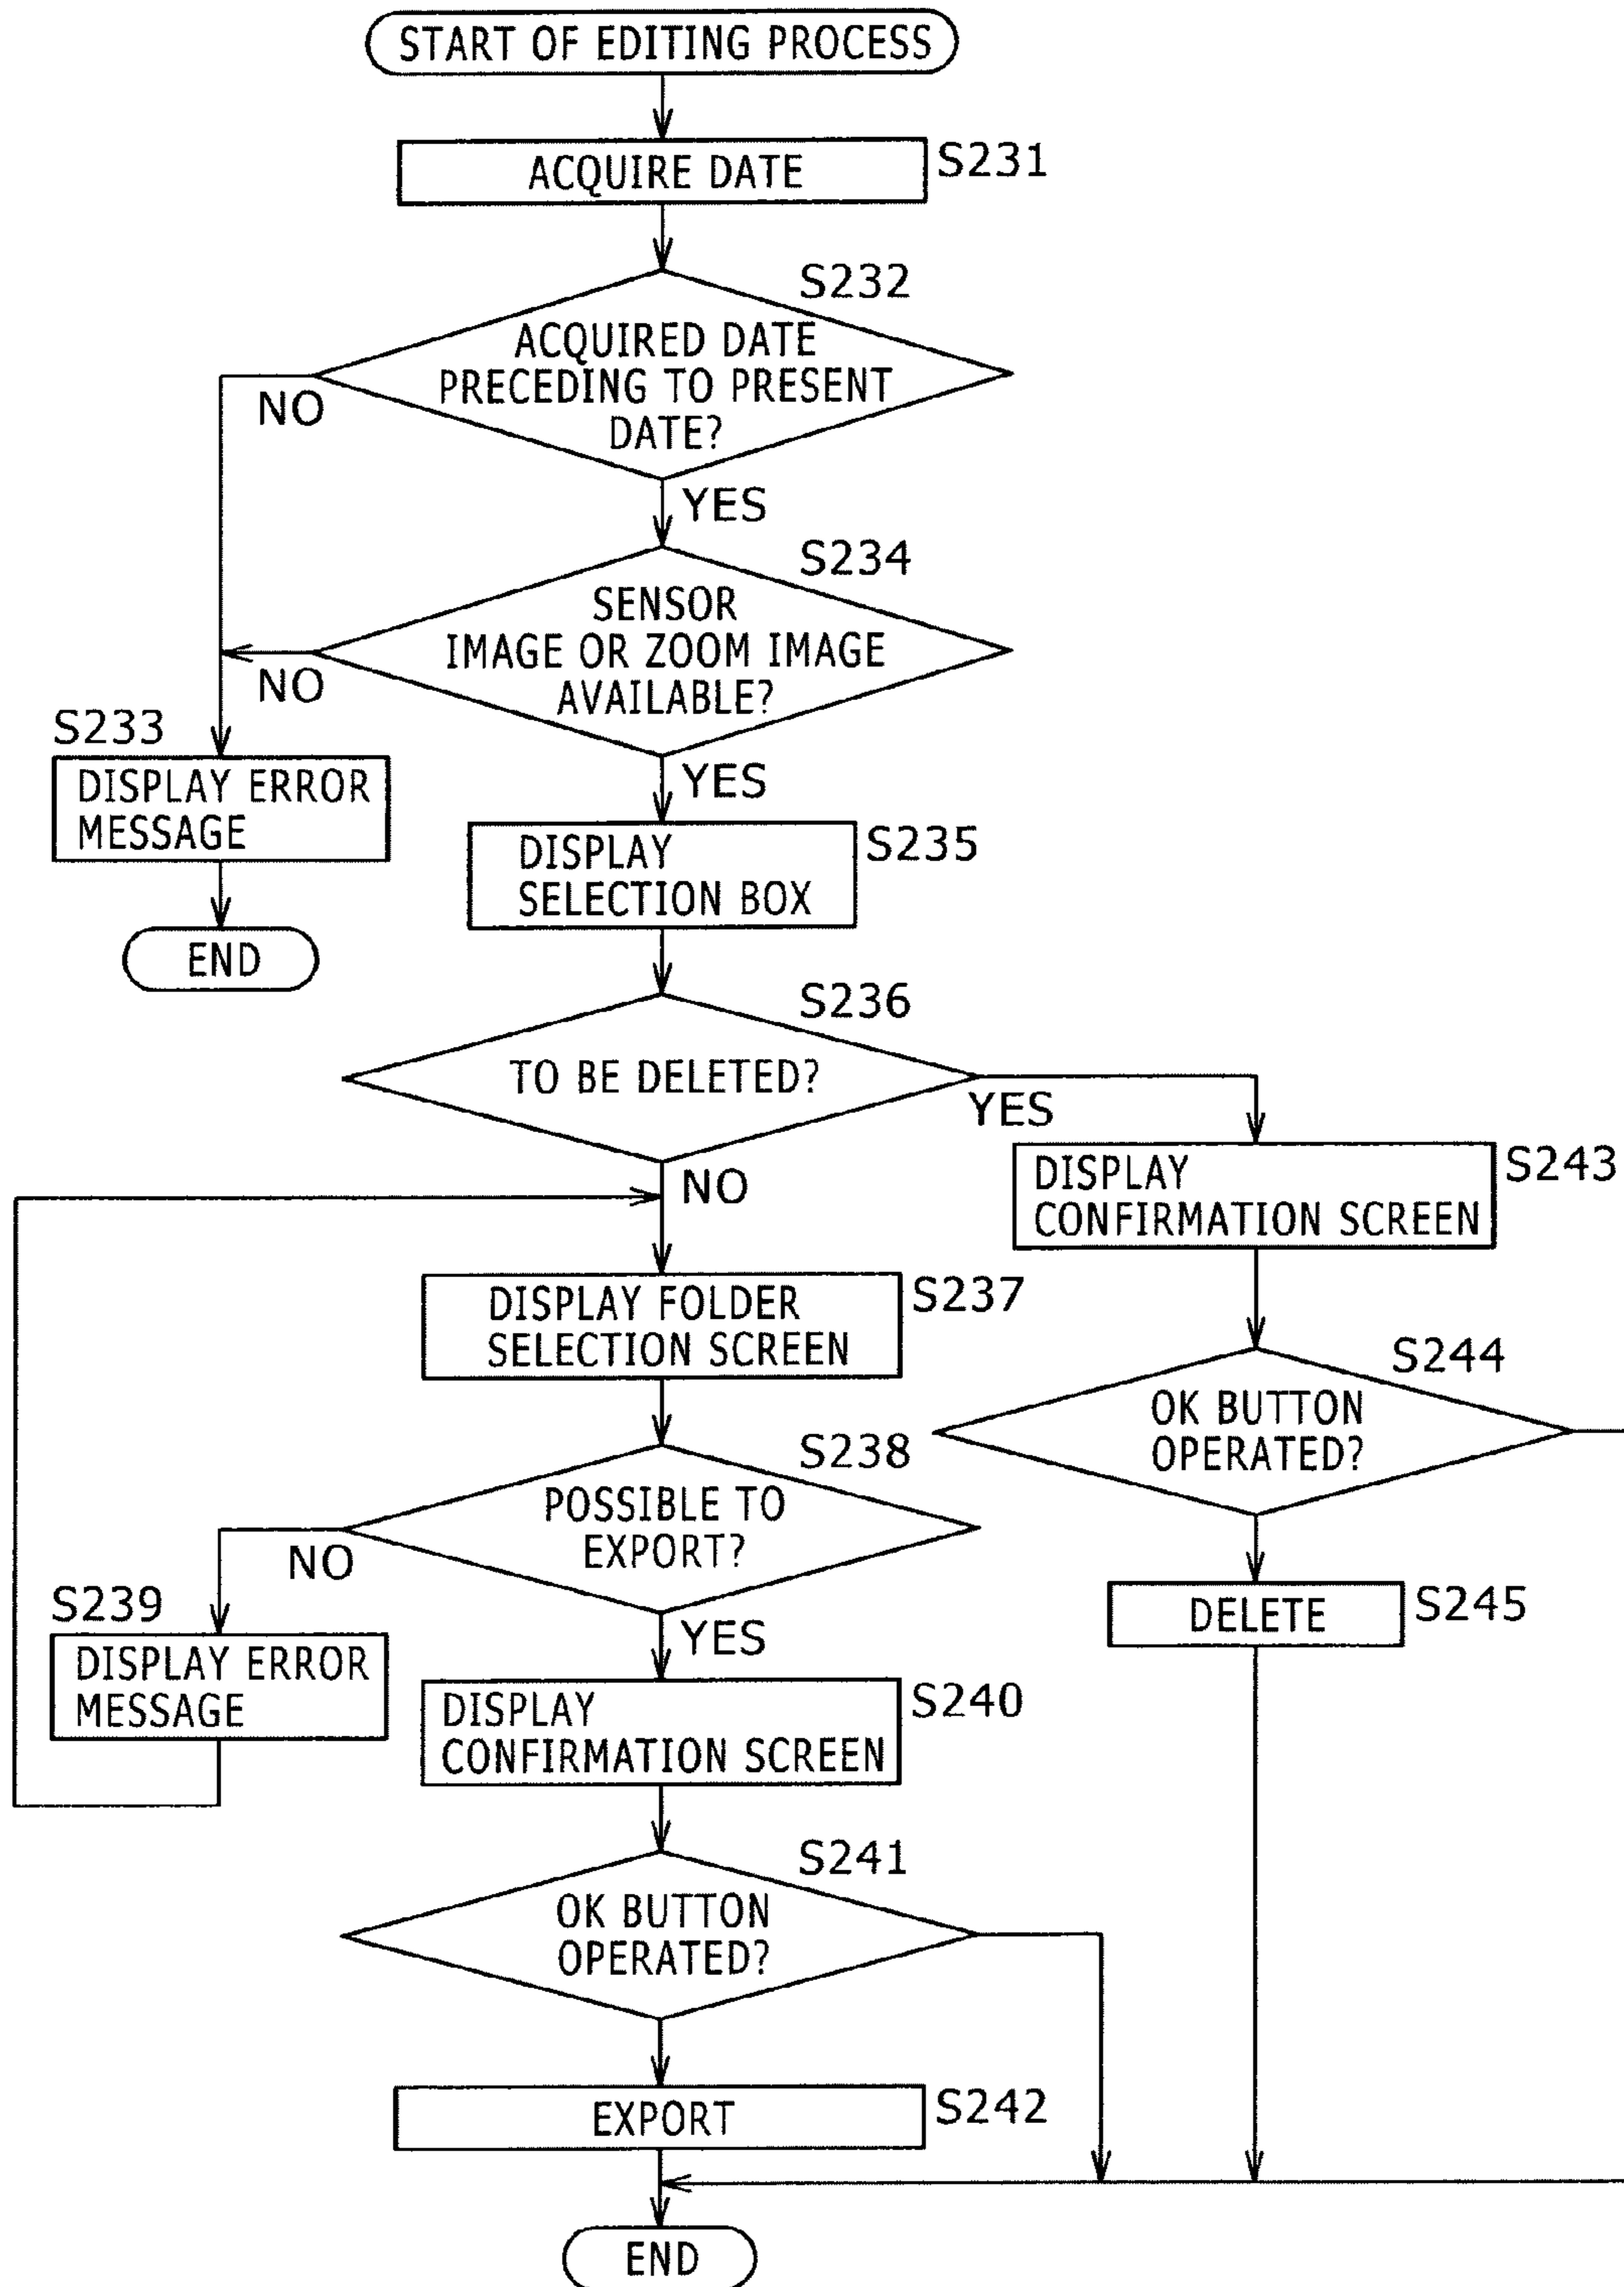 START OF EDITING PROCESS
ACQUIRE DATE
S231
S232
ACQUIRED DATE
PRECEDING TO PRESENT
DATE?
NO
YES
S234
SENSOR
IMAGE OR ZOOM IMAGE
AVAILABLE?
NO
YES
S233
DISPLAY ERROR
MESSAGE
END
DISPLAY
SELECTION BOX
S235
S236
TO BE DELETED?
YES
NO
DISPLAY
CONFIRMATION SCREEN
S243
DISPLAY FOLDER
SELECTION SCREEN
S237
S244
OK BUTTON
OPERATED?
S238
POSSIBLE TO
EXPORT?
NO
YES
S239
DISPLAY ERROR
MESSAGE
DELETE
S245
DISPLAY
CONFIRMATION SCREEN
S240
S241
OK BUTTON
OPERATED?
EXPORT
S242
END